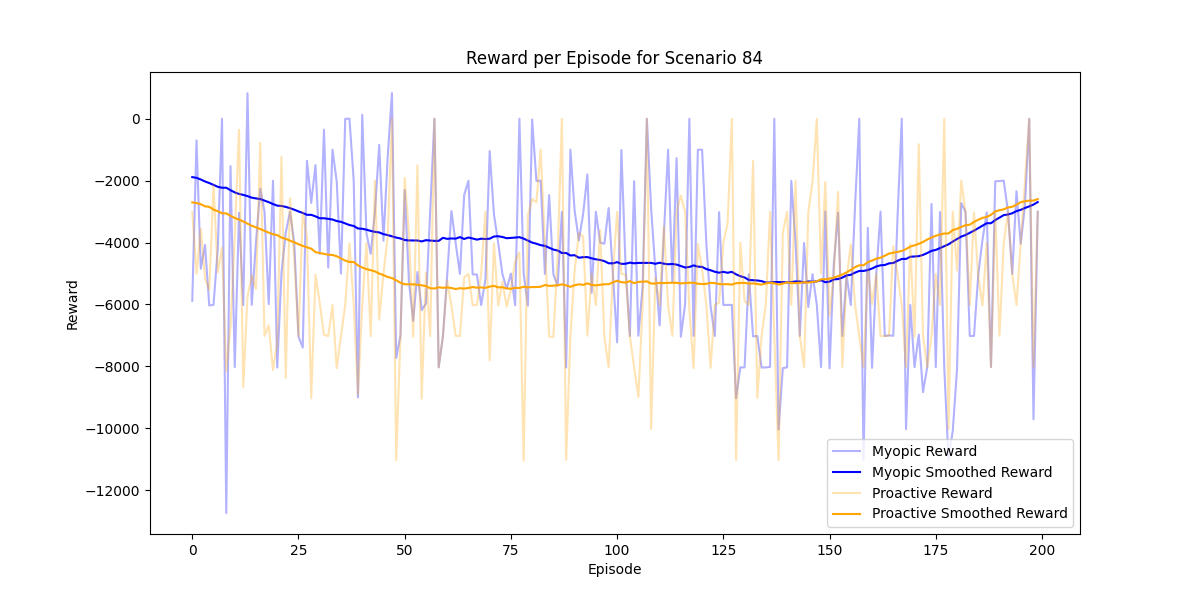 Reward per Episode for Scenario 84
Reward
0
−2000
−4000
−6000
−8000
−10000
−12000
0 25 50 75 100 125 150 175 200
Episode
Myopic Reward
Myopic Smoothed Reward
Proactive Reward
Proactive Smoothed Reward